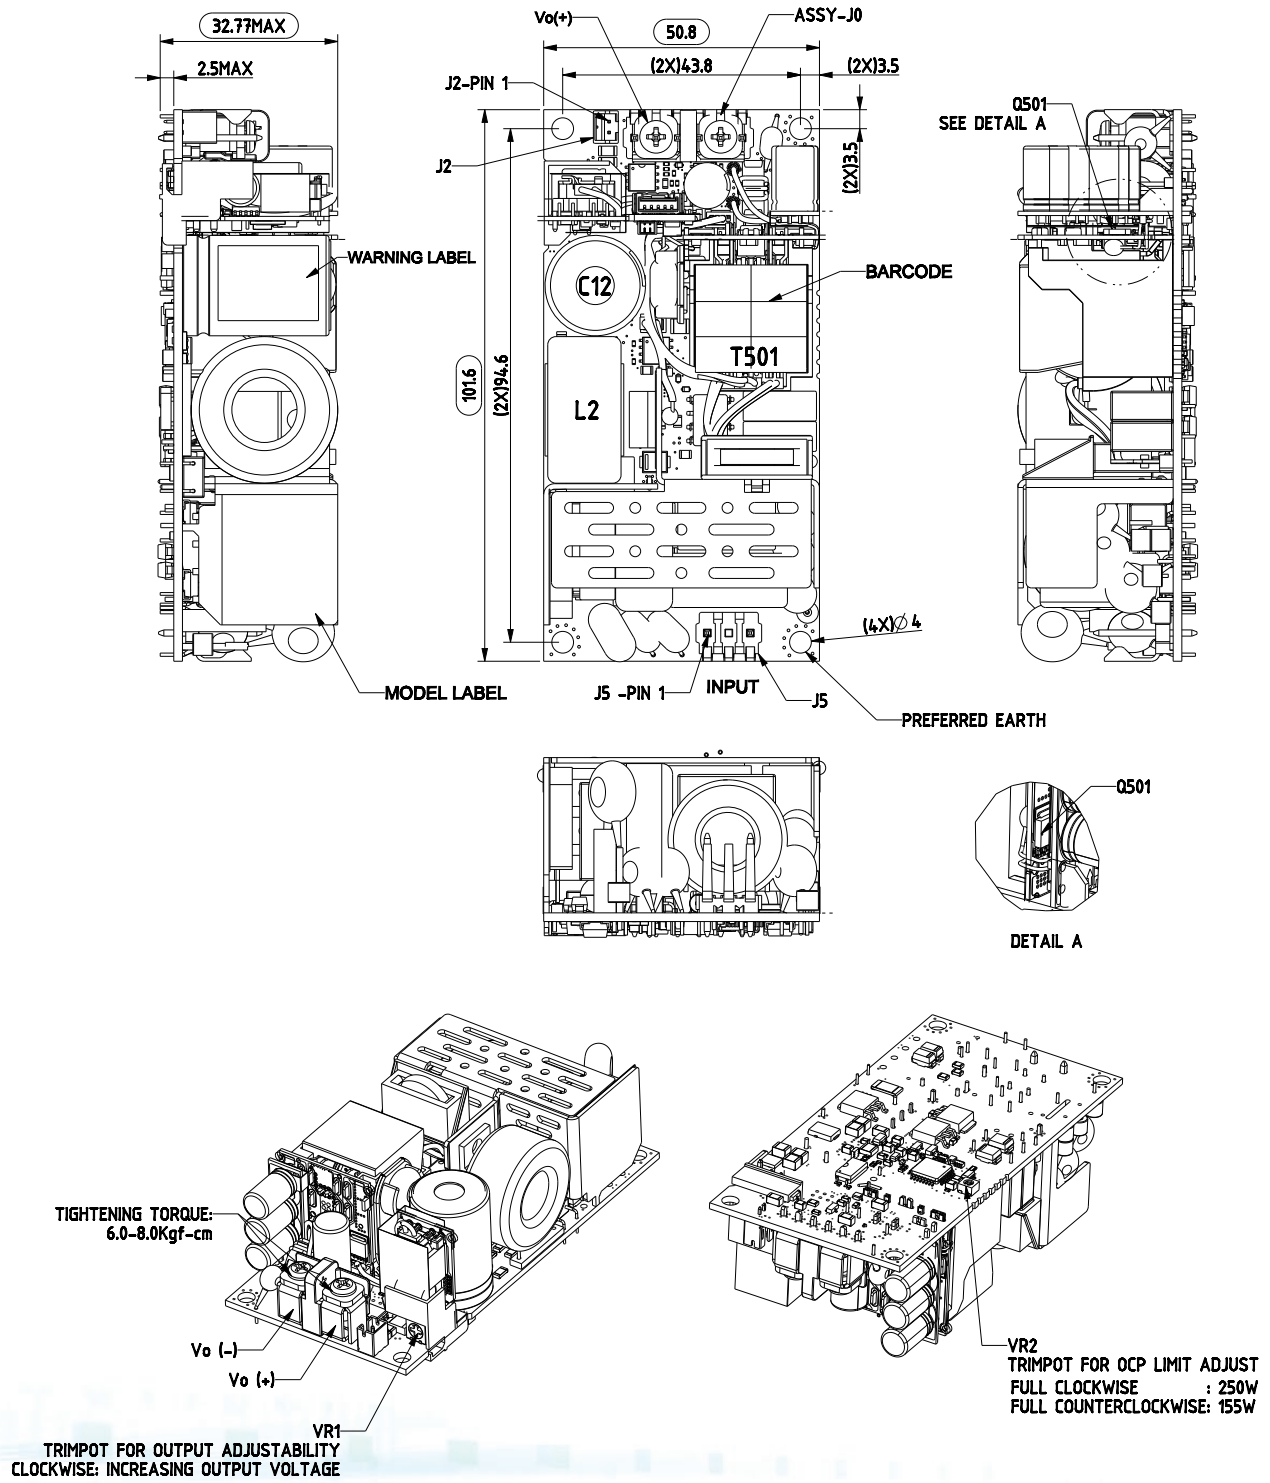 32.77MAX
2.5MAX
Vo(+)
ASSY-J0
50.8
(2X)43.8
(2X)3.5
J2-PIN 1
J2
(2X)3.5
Q501
SEE DETAIL A
WARNING LABEL
C12
BARCODE
T501
101.6
(2X)94.6
L2
(4X)∅ 4
MODEL LABEL
J5 -PIN 1
INPUT
J5
PREFERRED EARTH
Q501
DETAIL A
TIGHTENING TORQUE:
6.0-8.0Kgf-cm
Vo (-)
Vo (+)
VR1
TRIMPOT FOR OUTPUT ADJUSTABILITY
CLOCKWISE: INCREASING OUTPUT VOLTAGE
VR2
TRIMPOT FOR OCP LIMIT ADJUST
FULL CLOCKWISE : 250W
FULL COUNTERCLOCKWISE: 155W